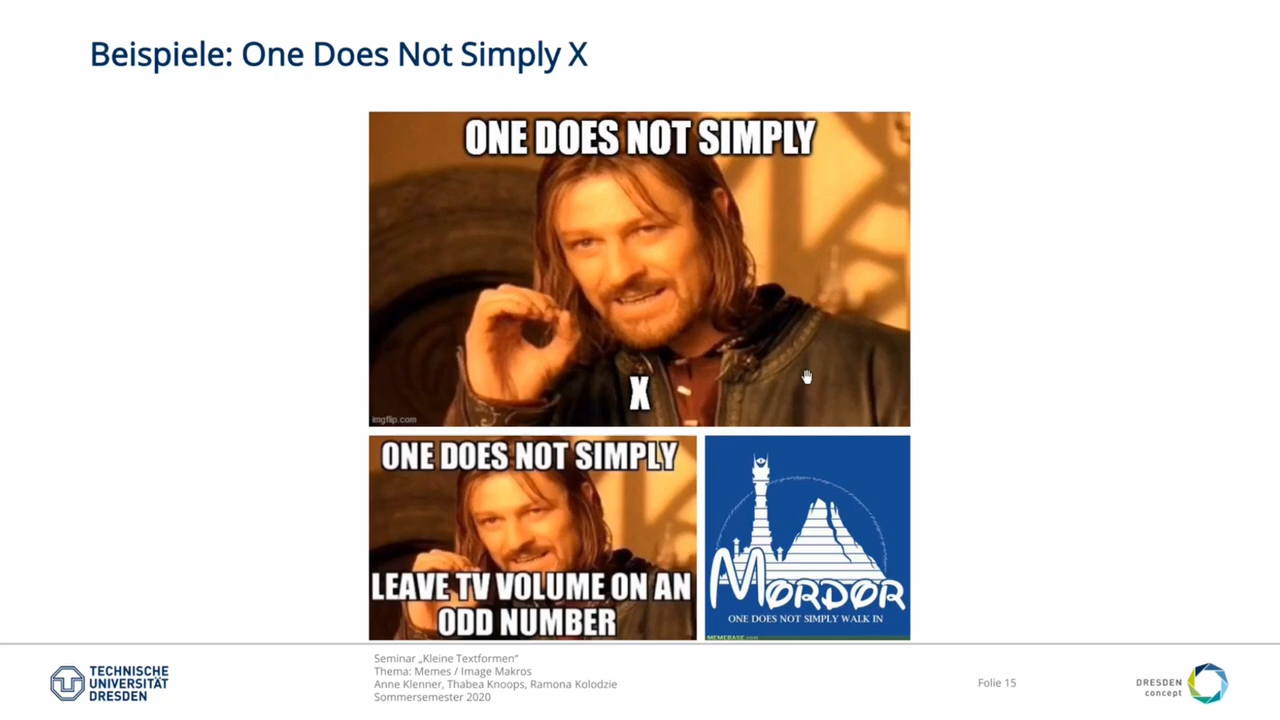 Beispiele: One Does Not Simply X
ONE DOES NOT SIMPLY
X
imgflip.com
ONE DOES NOT SIMPLY
LEAVE TV VOLUME ON AN
ODD NUMBER
MORDOR
ONE DOES NOT SIMPLY WALK IN
MEMEBASE.com
TECHNISCHE
UNIVERSITÄT
DRESDEN
Seminar „Kleine Textformen“
Thema: Memes / Image Makros
Anne Klenner, Thabea Knoops, Ramona Kolodzie
Sommersemester 2020
Folie 15
DRESDEN
concept